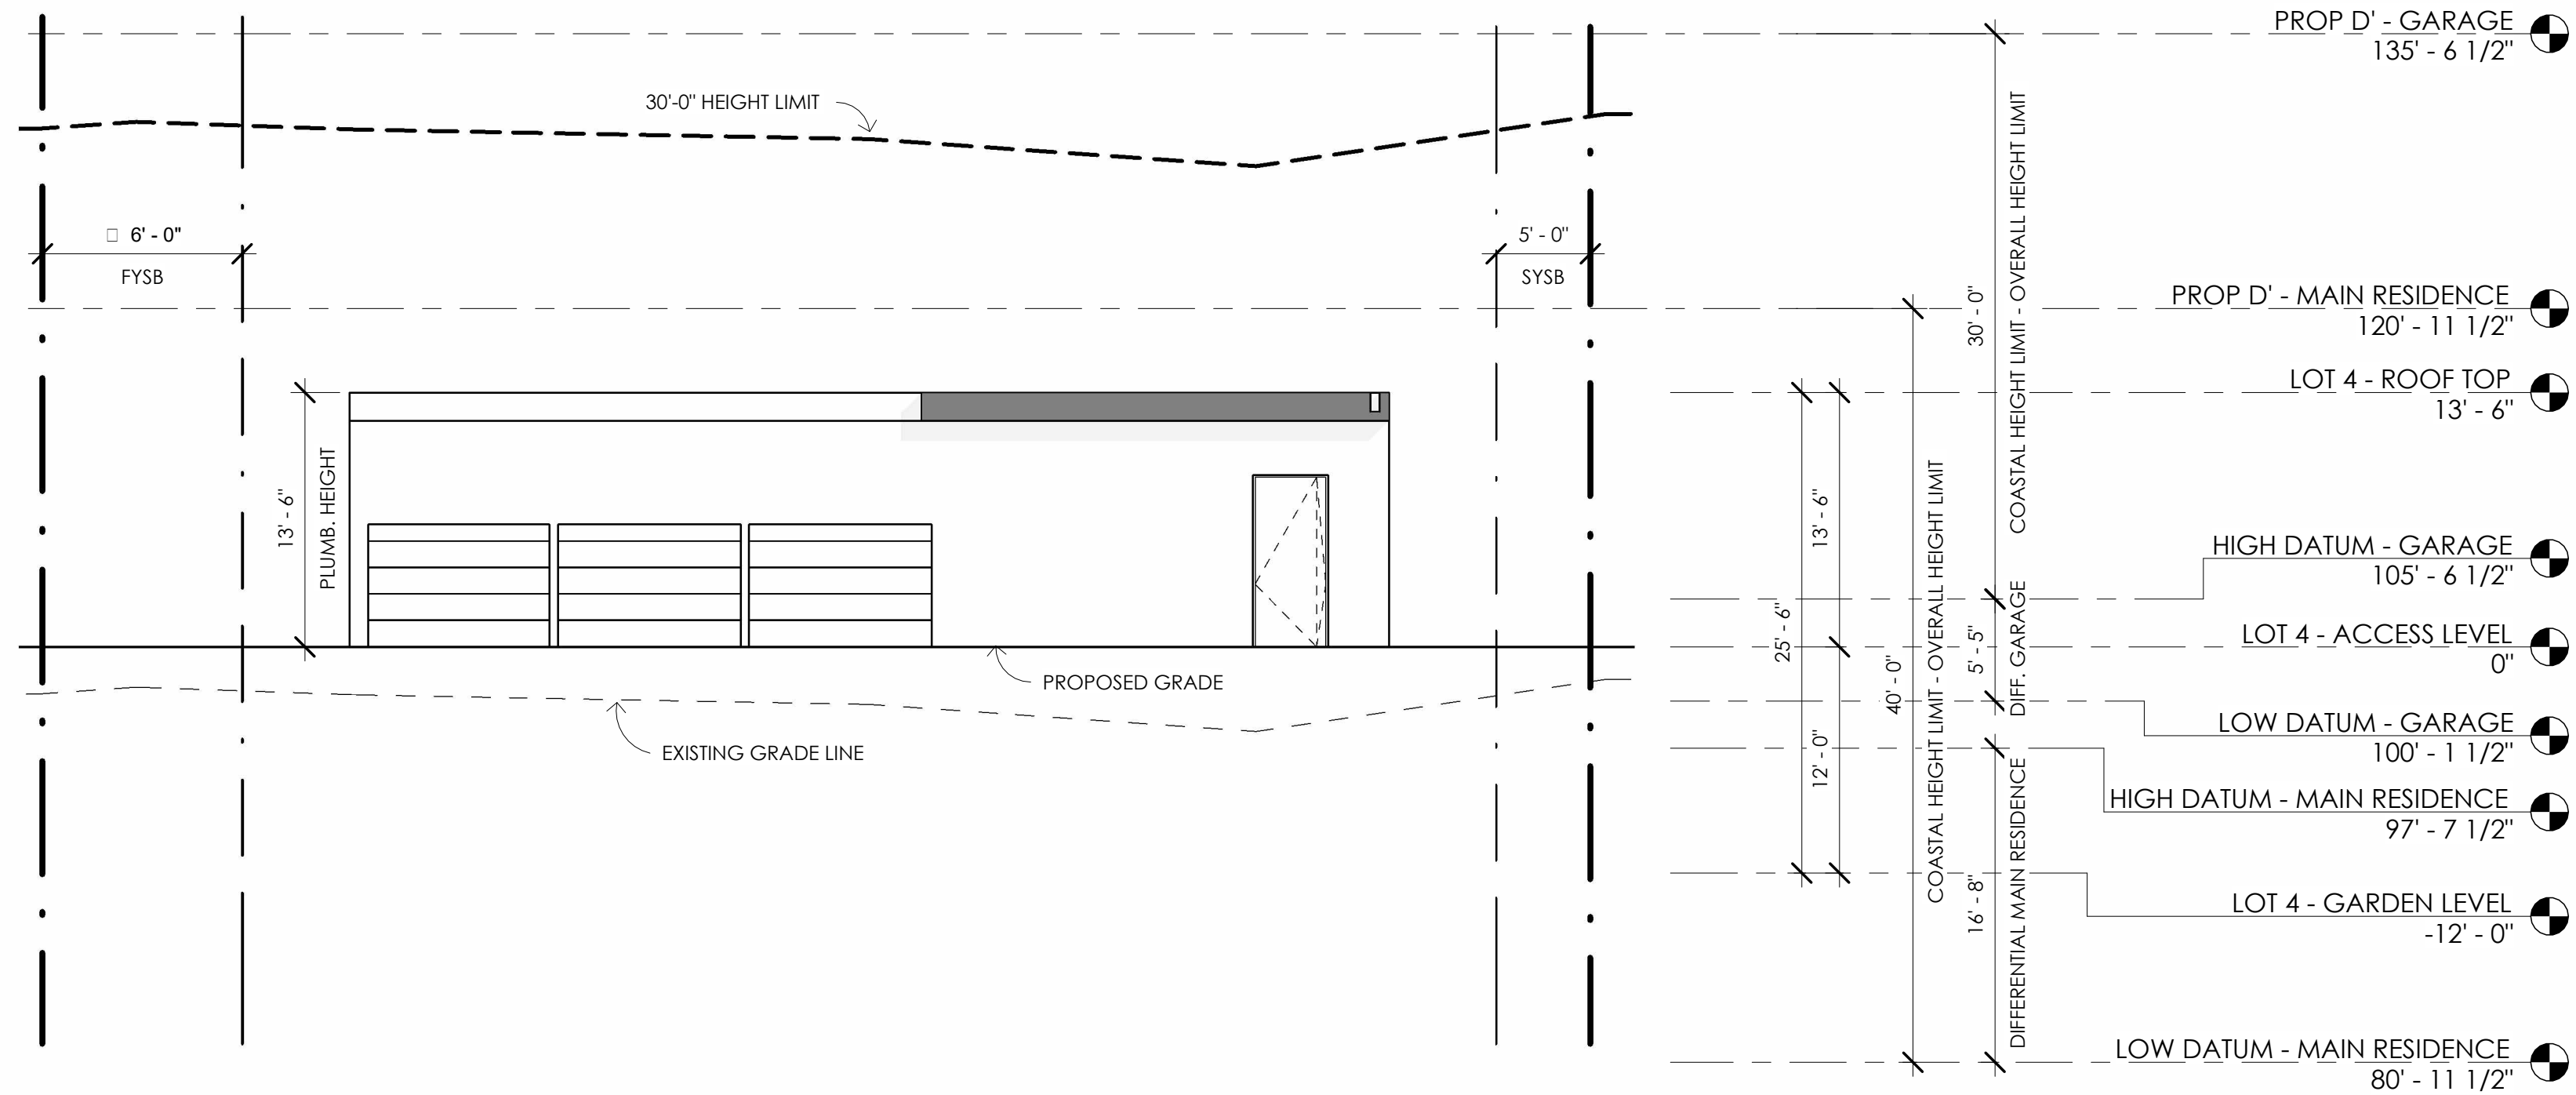 PROP D' - GARAGE
135' - 6 1/2"
30'-0" HEIGHT LIMIT
6' - 0"
FYSB
5' - 0"
SYSB
PROP D' - MAIN RESIDENCE
120' - 11 1/2"
30' - 0"
COASTAL HEIGHT LIMIT - OVERALL HEIGHT LIMIT
LOT 4 - ROOF TOP
13' - 6"
13' - 6"
PLUMB. HEIGHT
13' - 6"
HIGH DATUM - GARAGE
105' - 6 1/2"
25' - 6"
40' - 0"
COASTAL HEIGHT LIMIT - OVERALL HEIGHT LIMIT
5' - 5"
DIFF. GARAGE
LOT 4 - ACCESS LEVEL
0"
PROPOSED GRADE
EXISTING GRADE LINE
12' - 0"
LOW DATUM - GARAGE
100' - 1 1/2"
HIGH DATUM - MAIN RESIDENCE
97' - 7 1/2"
16' - 8"
DIFFERENTIAL MAIN RESIDENCE
LOT 4 - GARDEN LEVEL
-12' - 0"
LOW DATUM - MAIN RESIDENCE
80' - 11 1/2"